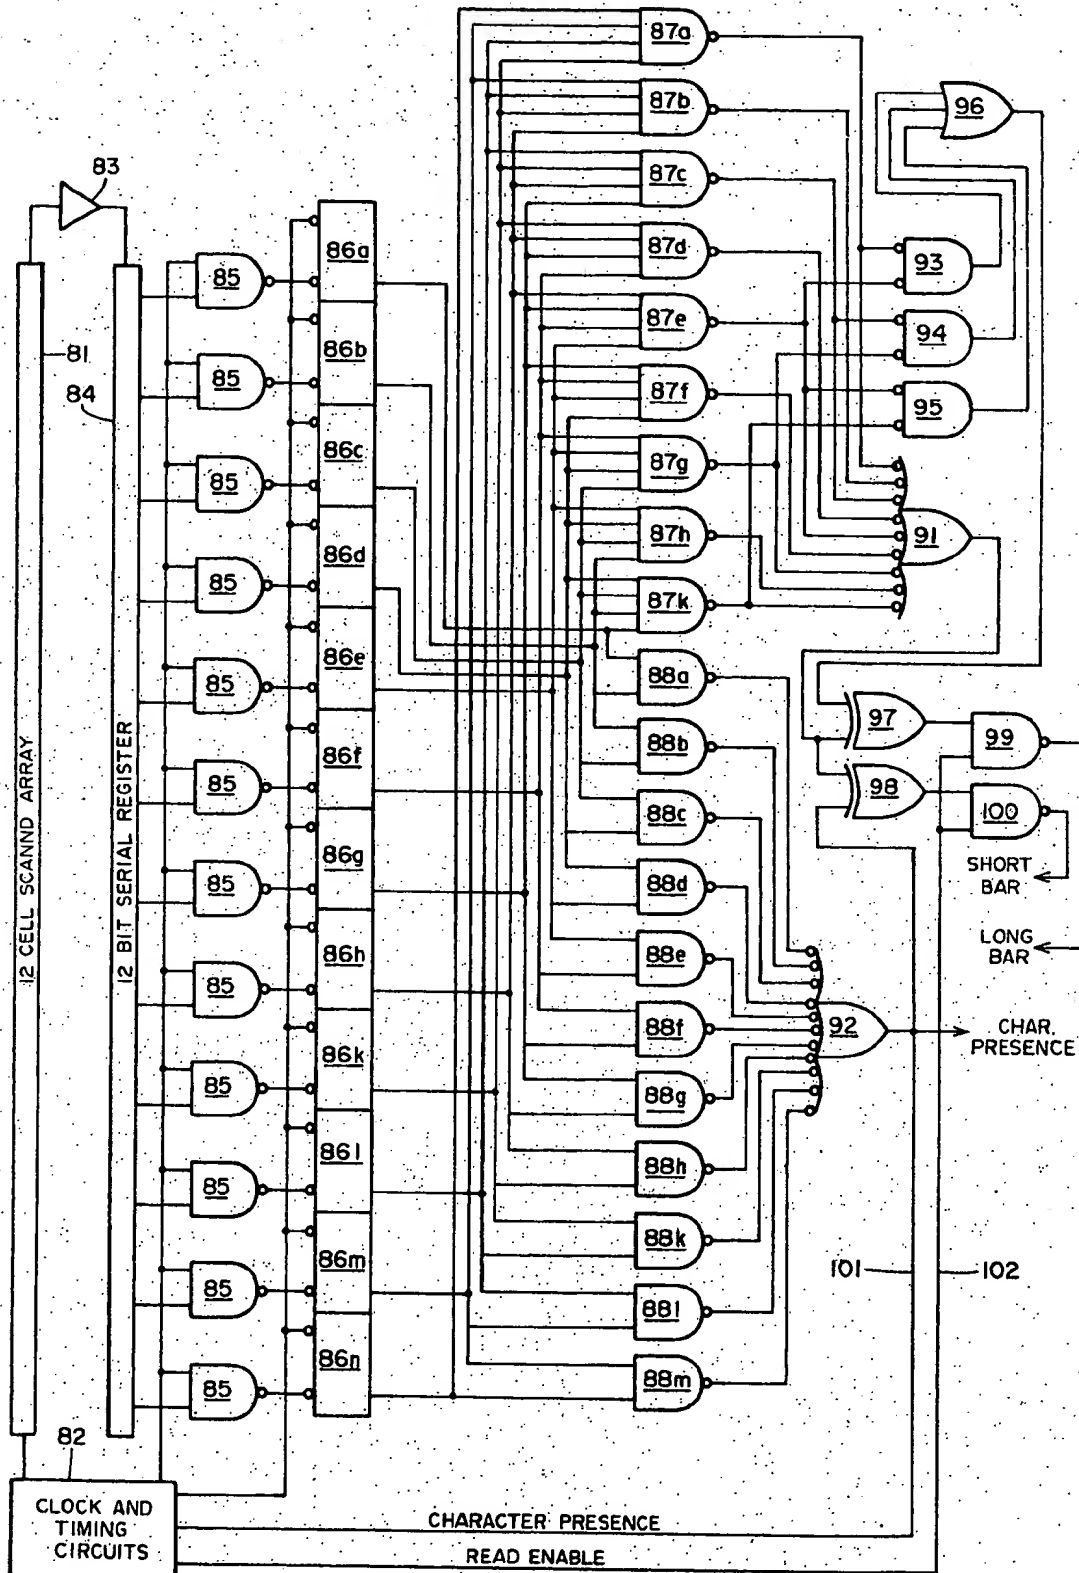 83
81
84
12 CELL SCANND ARRAY
12 BIT SERIAL REGISTER
85
85
85
85
85
85
85
85
85
85
85
85
86a
86b
86c
86d
86e
86f
86g
86h
86k
86l
86m
86n
87a
87b
87c
87d
87e
87f
87g
87h
87k
88a
88b
88c
88d
88e
88f
88g
88h
88k
88l
88m
96
93
94
95
91
97
98
99
100
SHORT
BAR
LONG
BAR
92
CHAR.
PRESENCE
101
102
82
CLOCK AND
TIMING
CIRCUITS
CHARACTER PRESENCE
READ ENABLE